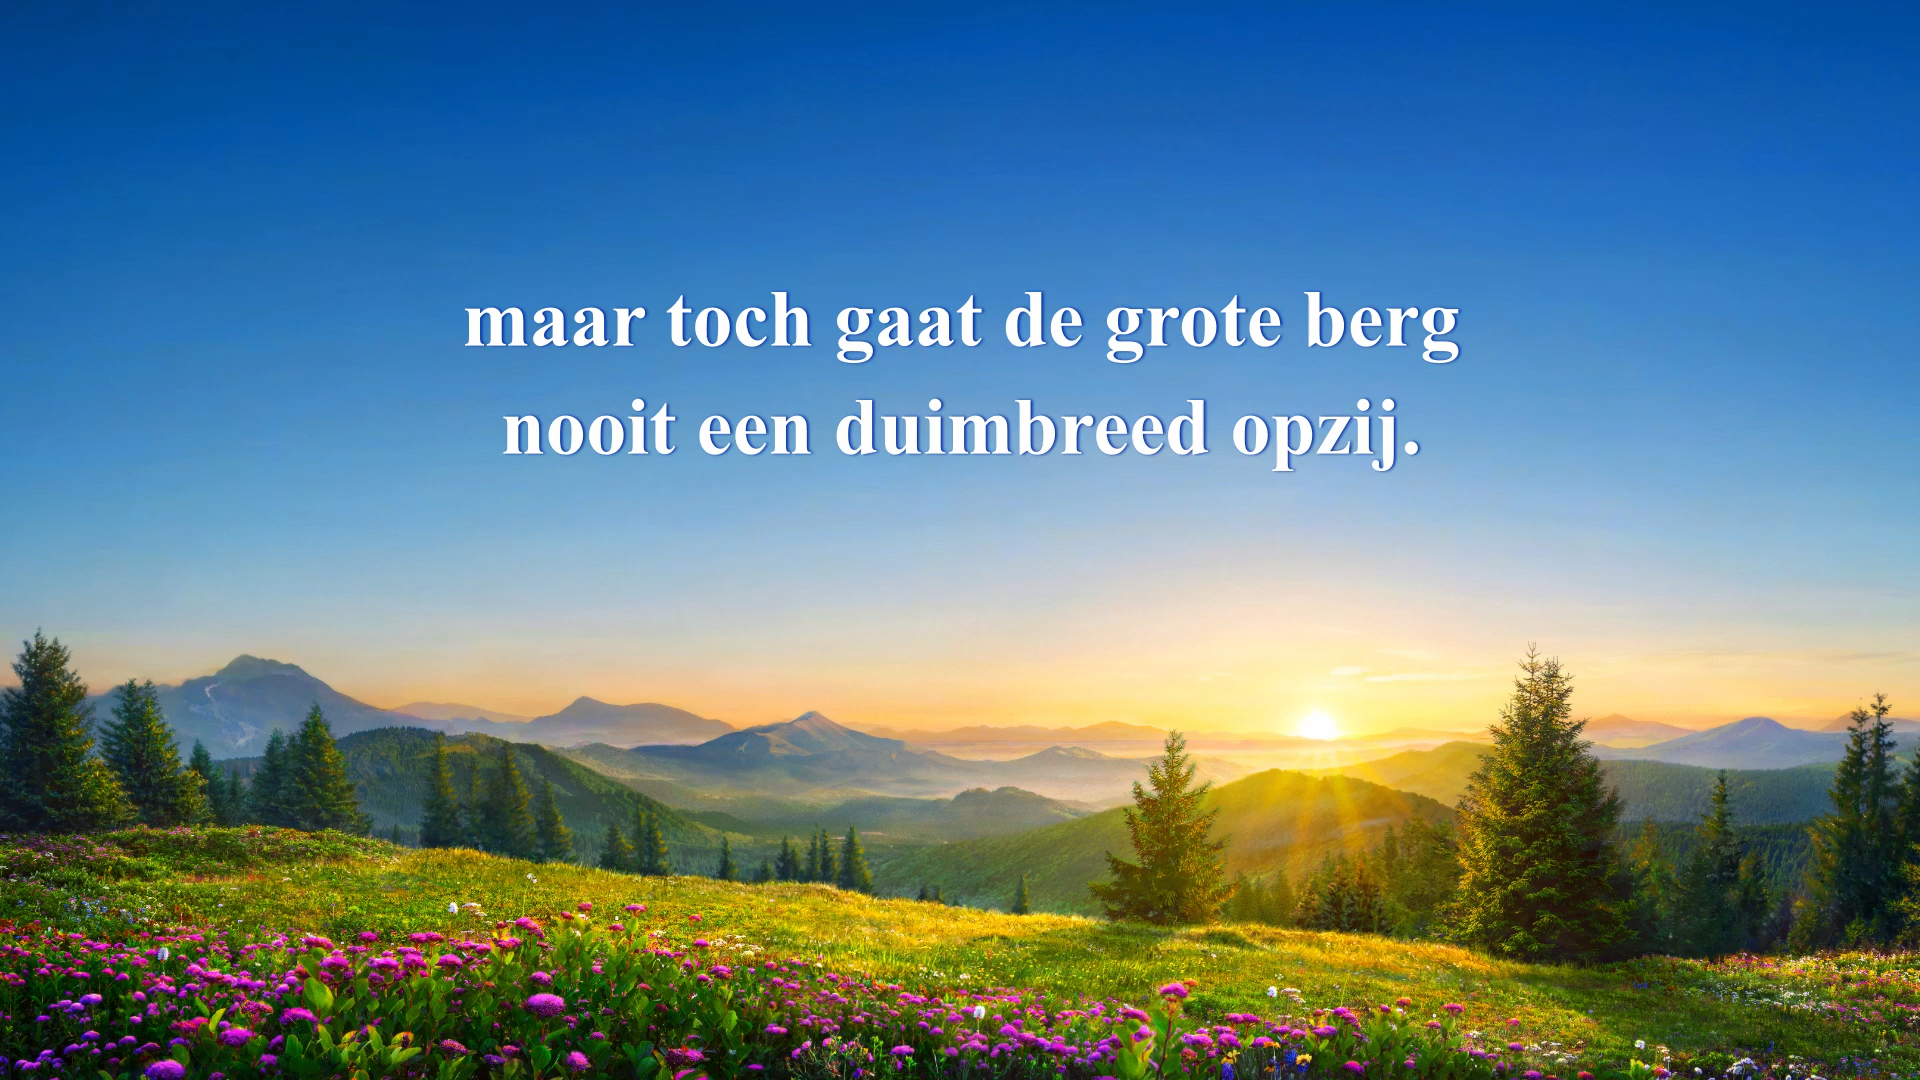 maar toch gaat de grote berg
nooit een duimbreed opzij.